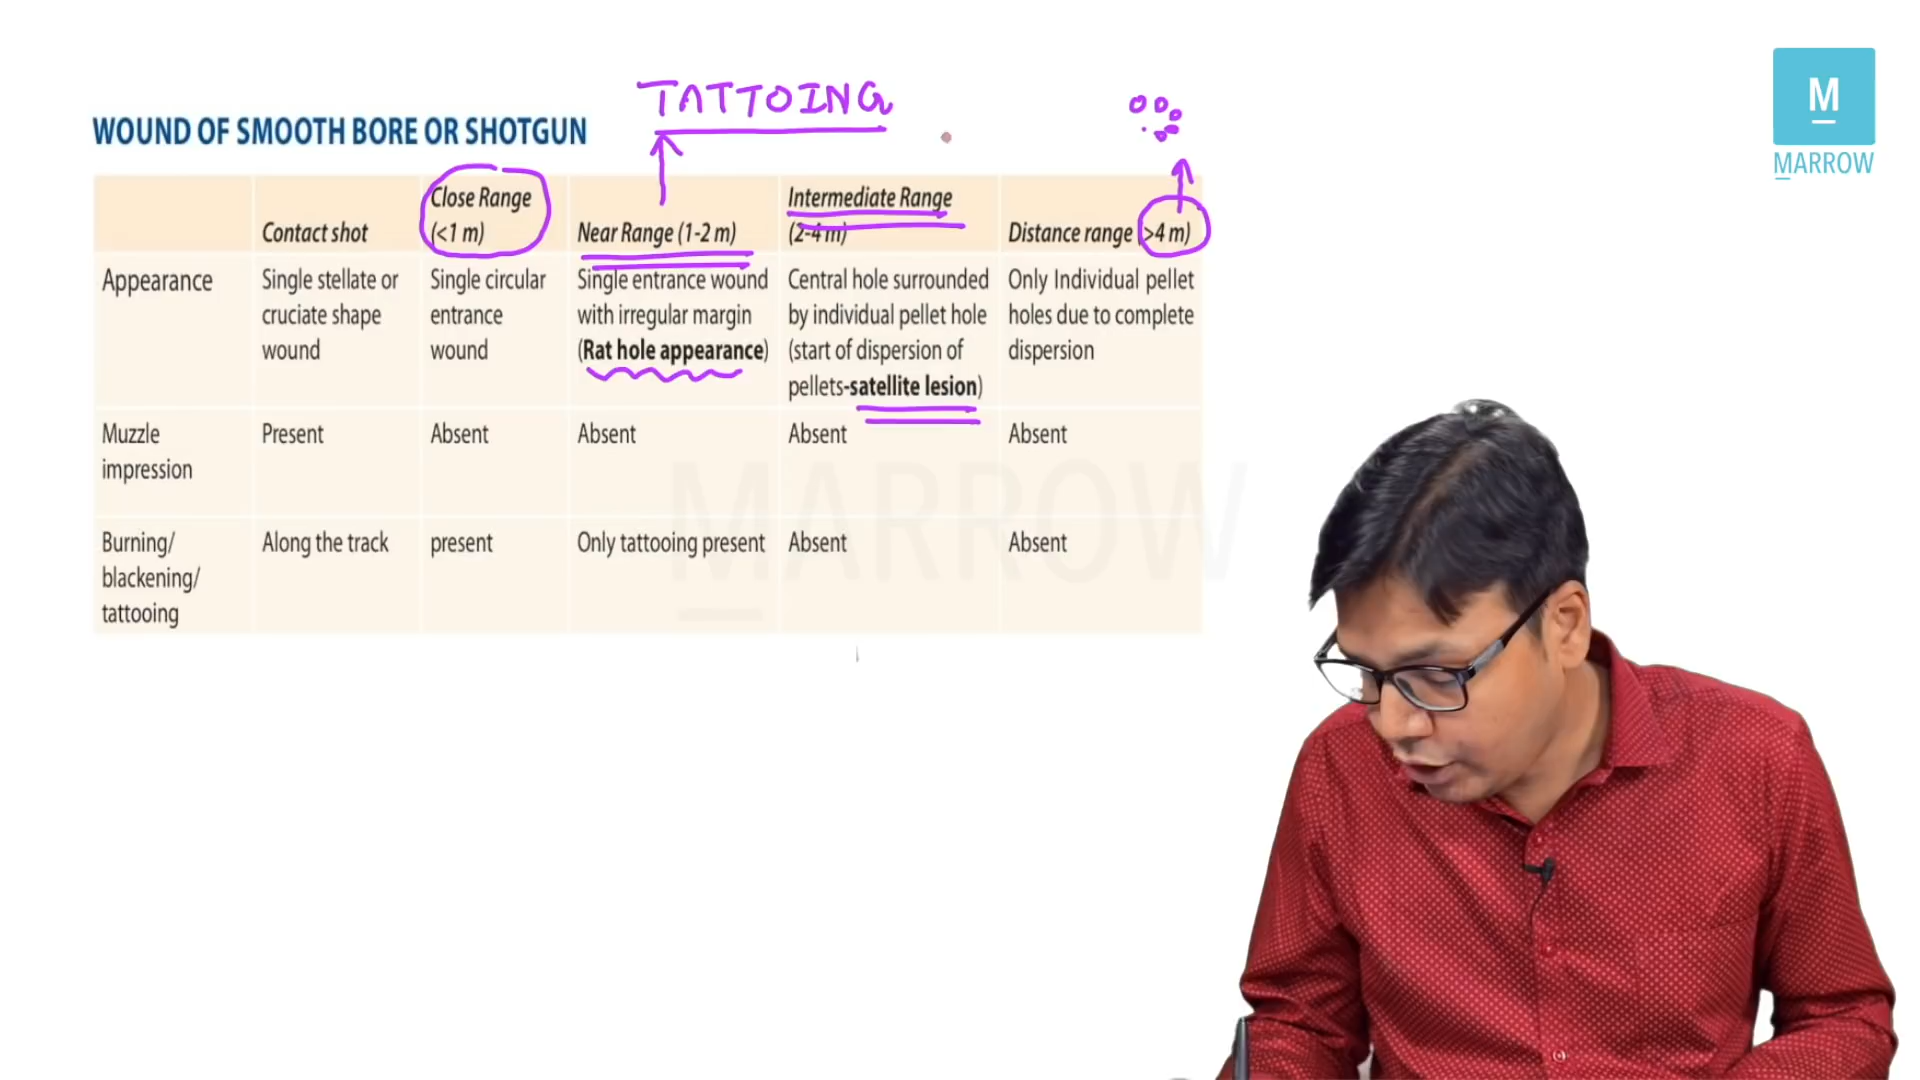 TATTOING
WOUND OF SMOOTH BORE OR SHOTGUN
M
MARROW
Contact shot
Close Range
(<1 m)
Near Range (1-2 m)
Intermediate Range
(2-4 m)
Distance range (>4 m)
Appearance
Single stellate or
cruciate shape
wound
Single circular
entrance
wound
Single entrance wound
with irregular margin
(Rat hole appearance)
Central hole surrounded
by individual pellet hole
(start of dispersion of
pellets-satellite lesion)
Only Individual pellet
holes due to complete
dispersion
Muzzle
impression
Present
Absent
Absent
Absent
Absent
Burning/
blackening/
tattooing
Along the track
present
Only tattooing present
Absent
Absent
MARROW